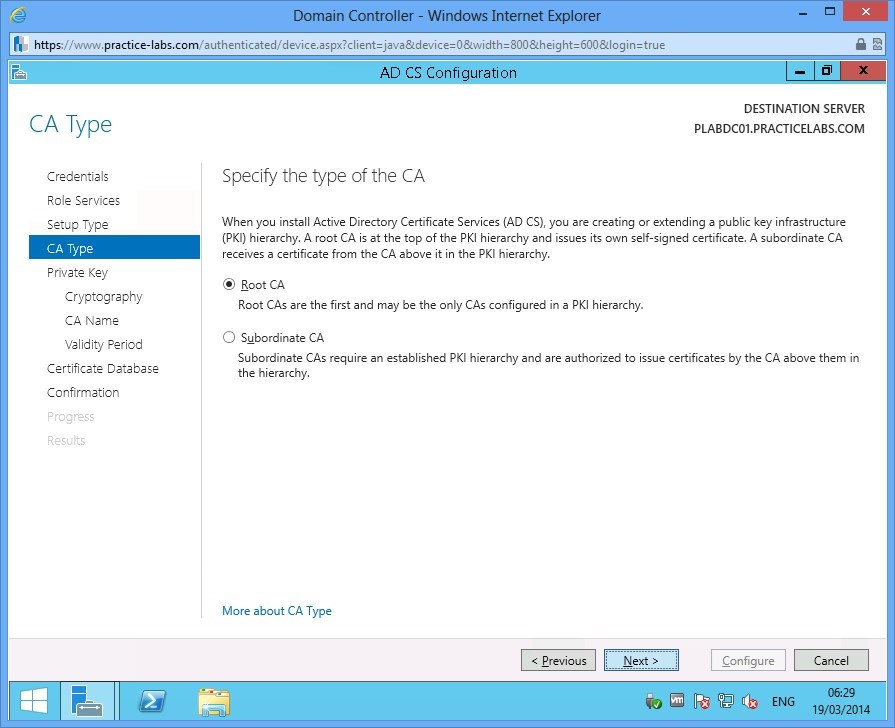 Domain Controller - Windows Internet Explorer
https://www.practice-labs.com/authenticated/device.aspx?client=java&device=0&width=800&height=600&login=true
AD CS Configuration
CA Type
DESTINATION SERVER
PLABDC01.PRACTICELABS.COM
Credentials
Role Services
Setup Type
CA Type
Private Key
Cryptography
CA Name
Validity Period
Certificate Database
Confirmation
Progress
Results
Specify the type of the CA
When you install Active Directory Certificate Services (AD CS), you are creating or extending a public key infrastructure
(PKI) hierarchy. A root CA is at the top of the PKI hierarchy and issues its own self-signed certificate. A subordinate CA
receives a certificate from the CA above it in the PKI hierarchy.
Root CA
Root CAs are the first and may be the only CAs configured in a PKI hierarchy.
Subordinate CA
Subordinate CAs require an established PKI hierarchy and are authorized to issue certificates by the CA above them in
the hierarchy.
More about CA Type
< Previous
Next >
Configure
Cancel
ENG
06:29
19/03/2014